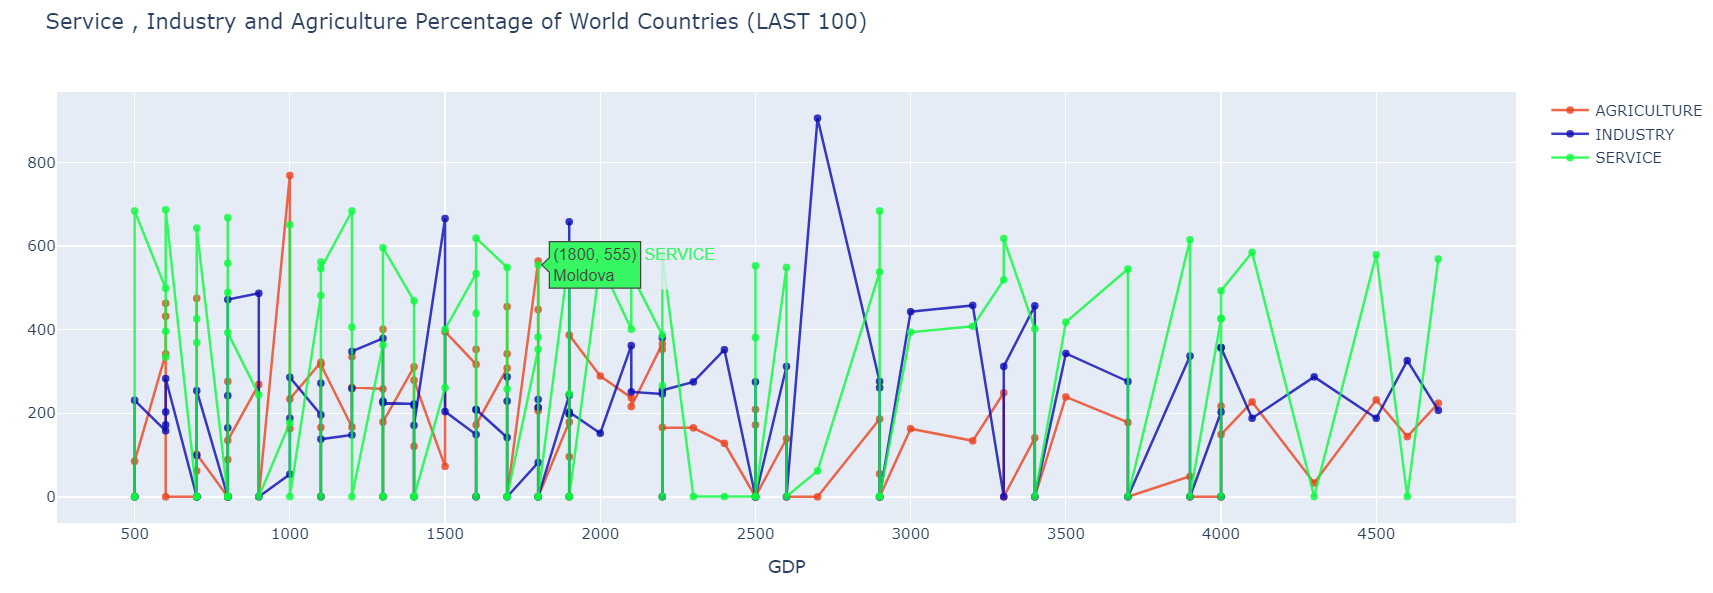 Service , Industry and Agriculture Percentage of World Countries (LAST 100)
AGRICULTURE
INDUSTRY
SERVICE
800
600
400
200
0
(1800, 555) SERVICE
Moldova
500 1000 1500 2000 2500 3000 3500 4000 4500
GDP